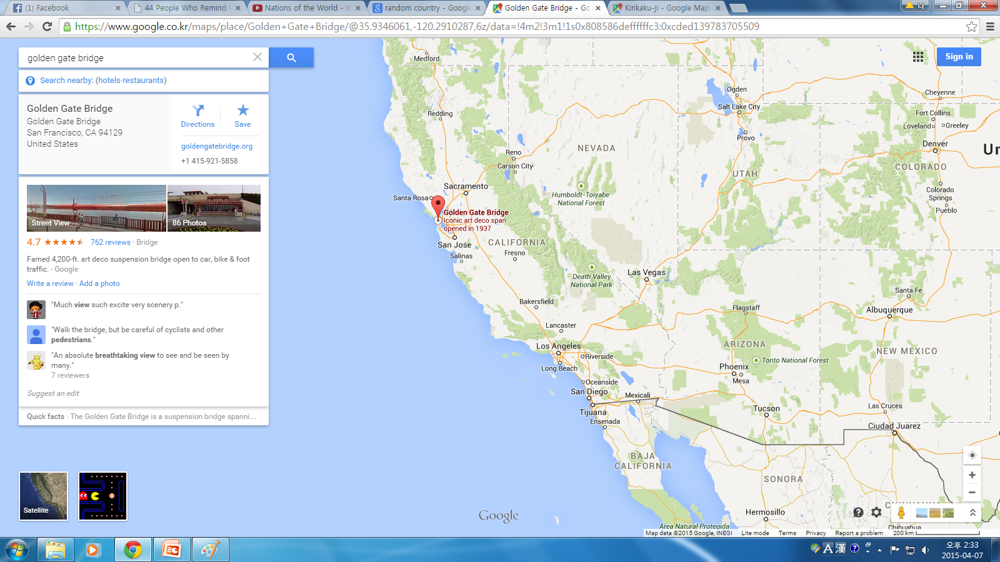 (1) Facebook
44 People Who Remind
Nations of the World - W
random country - Google
Golden Gate Bridge - Go
Kinkaku-ji - Google Maps
https://www.google.co.kr/maps/place/Golden+Gate+Bridge/@35.9346061,-120.2910287,6z/data=!4m2!3m1!1s0x808586deffffffc3:0xcded139783705509
golden gate bridge
Sign in
Search nearby: (hotels·restaurants)
Golden Gate Bridge
Golden Gate Bridge
San Francisco, CA 94129
United States
Directions
Save
goldengatebridge.org
+1 415-921-5858
Street View
86 Photos
4.7 762 reviews · Bridge
Famed 4,200-ft. art deco suspension bridge open to car, bike & foot
traffic. - Google
Write a review · Add a photo
"Much view such excite very scenery p."
"Walk the bridge, but be careful of cyclists and other
pedestrians."
"An absolute breathtaking view to see and be seen by
many."
7 reviewers
Suggest an edit
Quick facts · The Golden Gate Bridge is a suspension bridge spanni...
Satellite
Medford
Redding
Ogden
Salt Lake City
Provo
Cheyenne
Fort Collins
Loveland
Greeley
Denver
Un
COLORADO
Colorado
Springs
Pueblo
NEVADA
UTAH
Reno
Carson City
Sacramento
Santa Rosa
Humboldt-Toiyabe
National Forest
Golden Gate Bridge
Iconic art deco span
opened in 1937
CALIFORNIA
San Jose
Salinas
Fresno
Death Valley
National Park
Las Vegas
Bakersfield
Lancaster
Los Angeles
Riverside
Long Beach
Oceanside
San Diego
Mexicali
Tijuana
Ensenada
Santa Fe
Albuquerque
Flagstaff
ARIZONA
NEW MEXICO
Phoenix
Mesa
Tonto National Forest
Tucson
Las Cruces
Ciudad Juarez
BAJA
CALIFORNIA
SONORA
Hermosillo
Área Natural Protegida
Chihuahua
Google
Map data ©2015 Google, INEGI Lite mode Terms Privacy Report a problem 200 km
A 漢
오후 2:33
2015-04-07